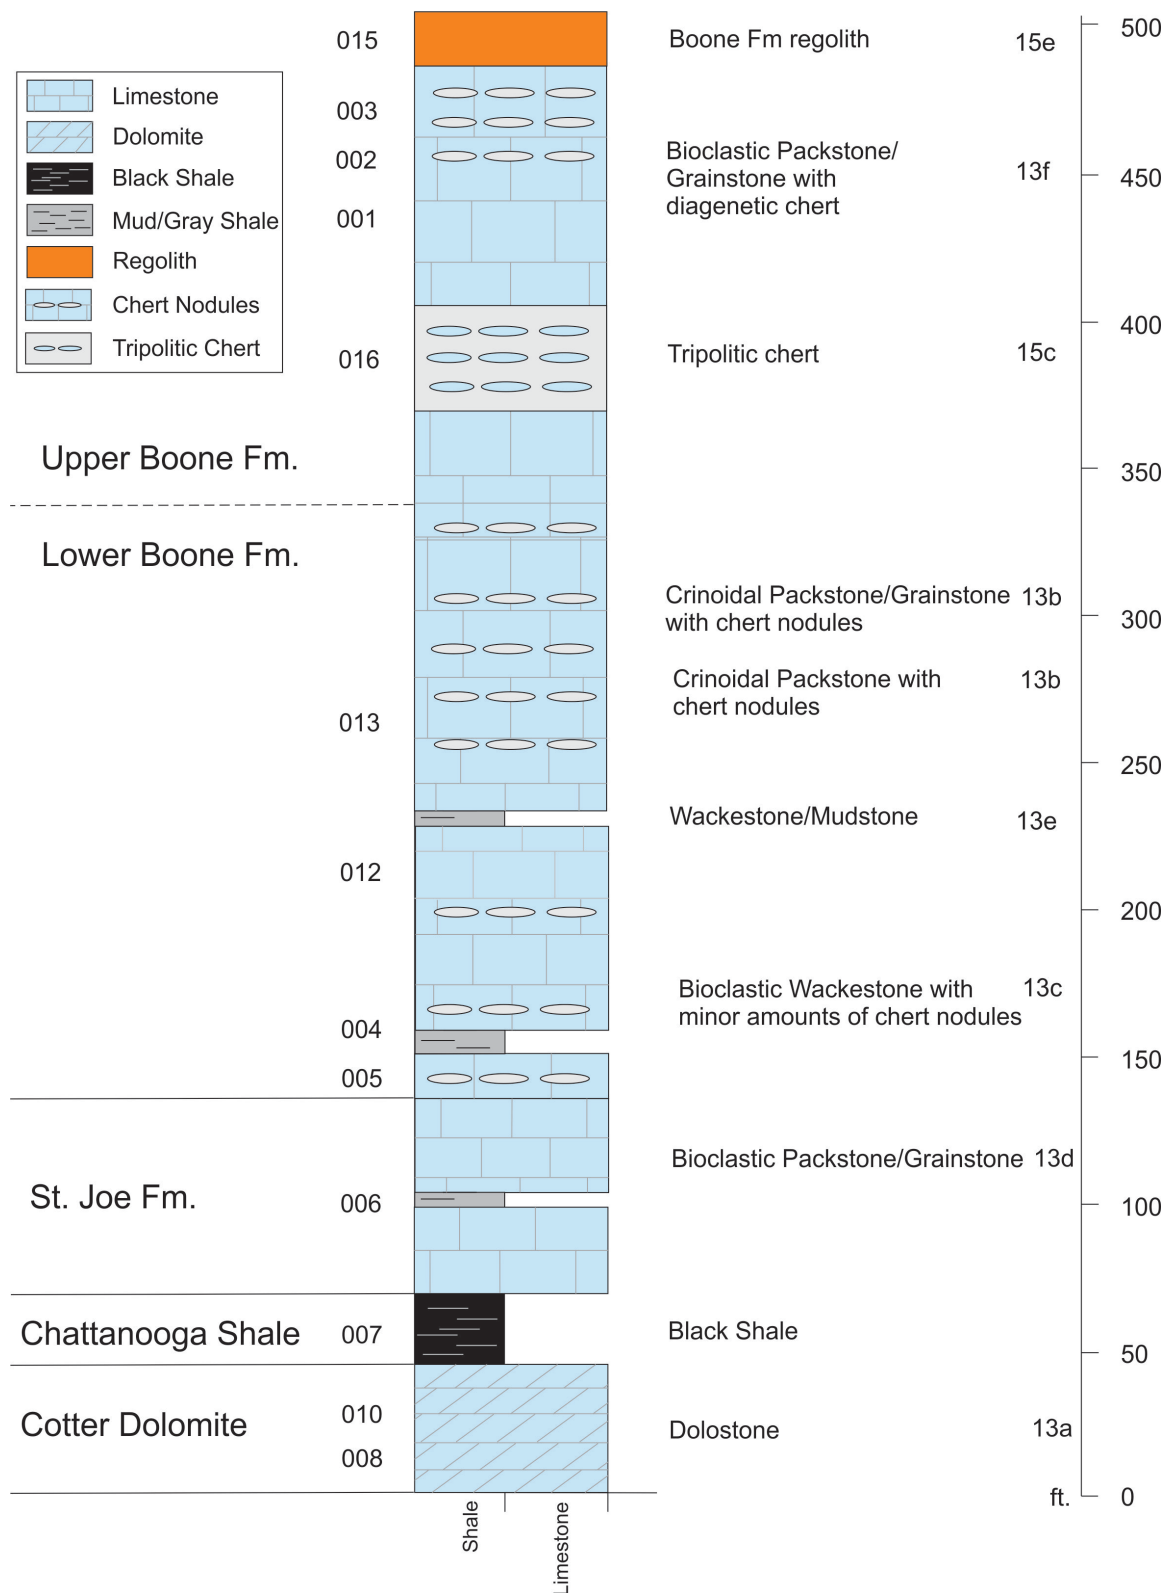 015
Boone Fm regolith
15e
500
Limestone
Dolomite
Black Shale
Mud/Gray Shale
Regolith
Chert Nodules
Tripolitic Chert
003
002
001
Bioclastic Packstone/
Grainstone with
diagenetic chert
13f
450
400
016
Tripolitic chert
15c
350
Upper Boone Fm.
Lower Boone Fm.
Crinoidal Packstone/Grainstone
with chert nodules
13b
300
Crinoidal Packstone with
chert nodules
13b
013
250
Wackestone/Mudstone
13e
012
200
Bioclastic Wackestone with
minor amounts of chert nodules
13c
004
150
005
Bioclastic Packstone/Grainstone
13d
St. Joe Fm.
006
100
Chattanooga Shale
007
Black Shale
50
Cotter Dolomite
010
008
Dolostone
13a
ft.
0
Shale
Limestone